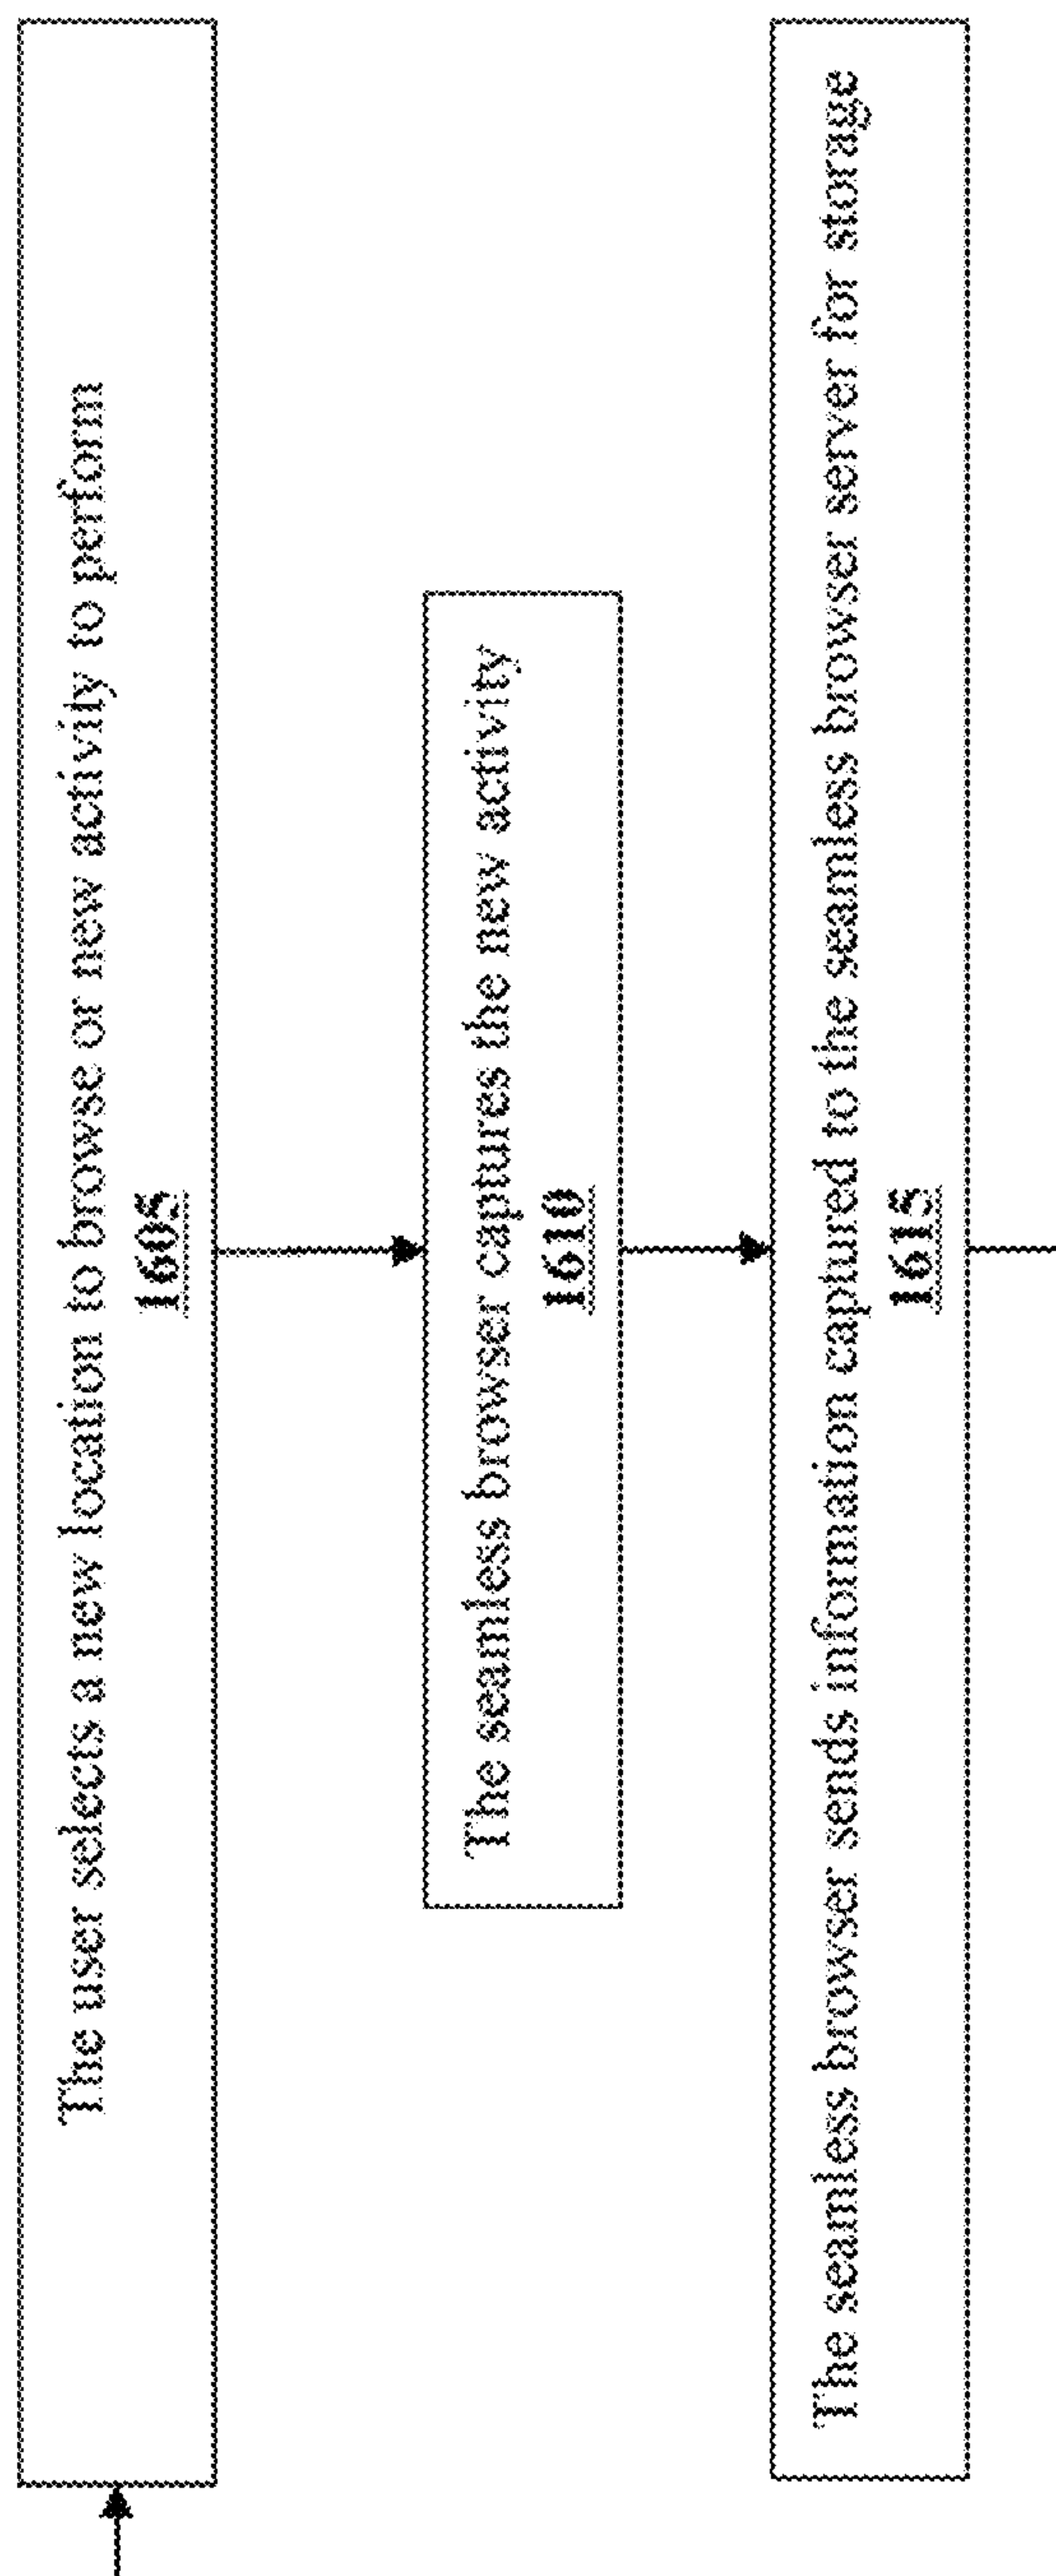 The user selects a new location to browse or new activity to perform
1605
The seamless browser captures the new activity
1610
The seamless browser sends information captured to the seamless browser server for storage
1615